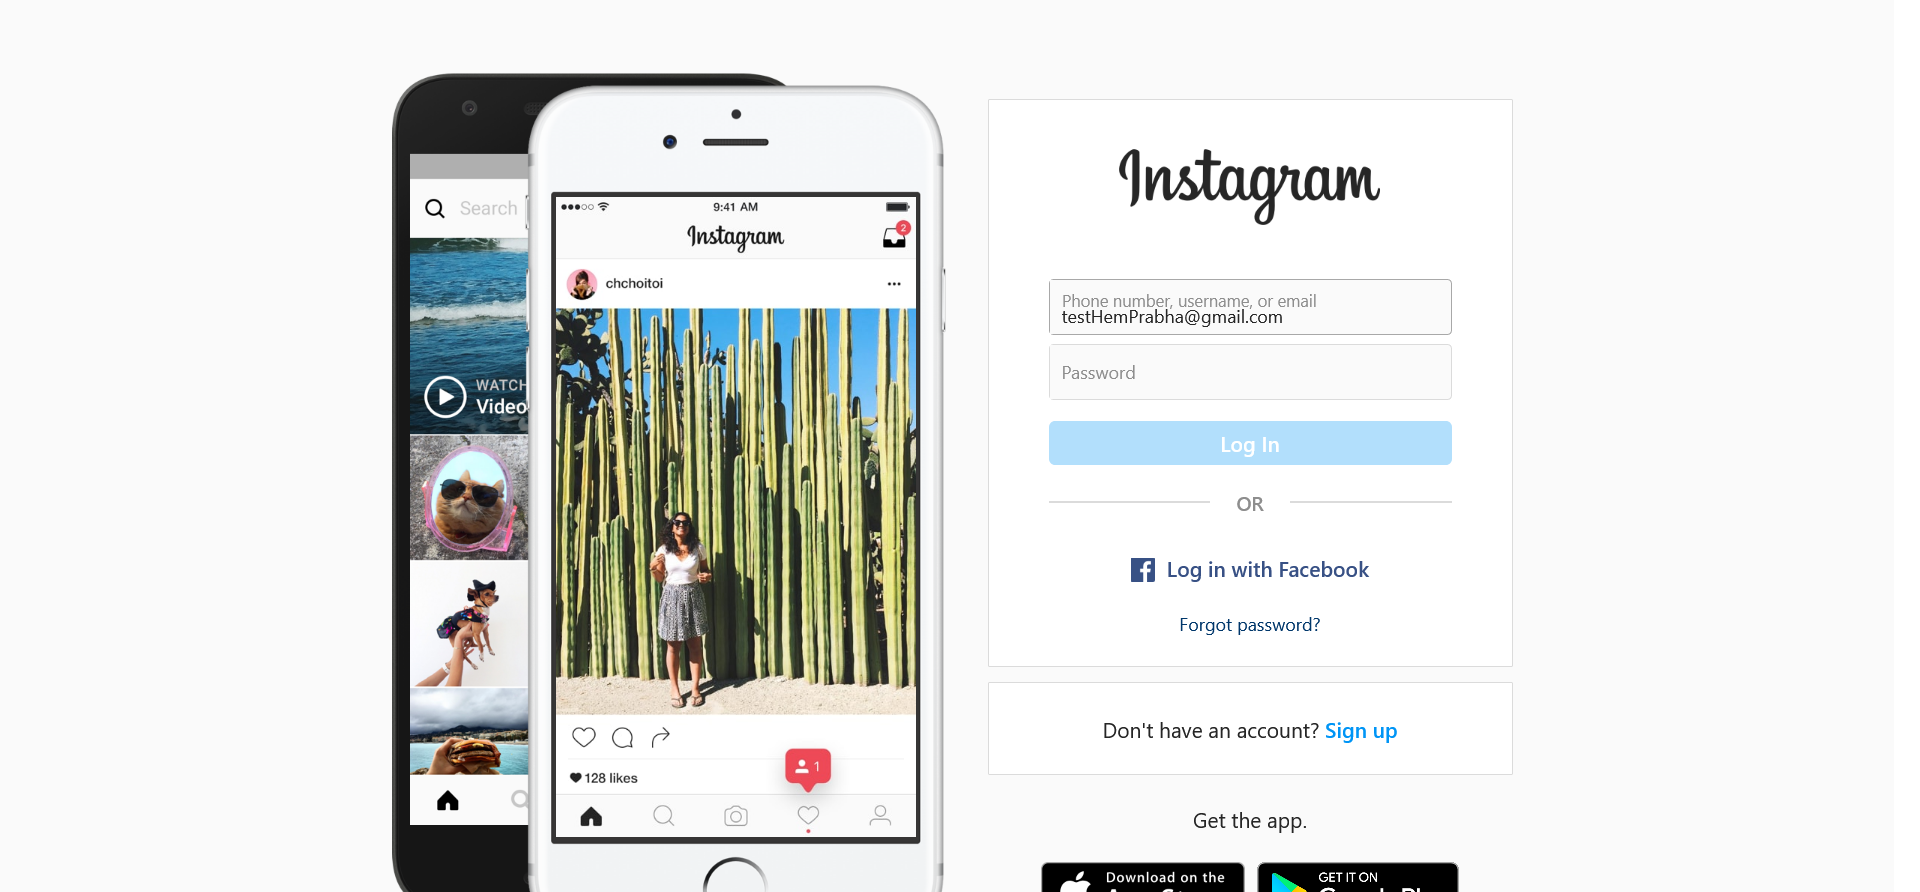 Search
WATCH
Video
9:41 AM
Instagram
2
chchoitoi
1
128 likes
Instagram
Phone number, username, or email
testHemPrabha@gmail.com
Password
Log In
OR
Log in with Facebook
Forgot password?
Don't have an account? Sign up
Get the app.
Download on the
GET IT ON